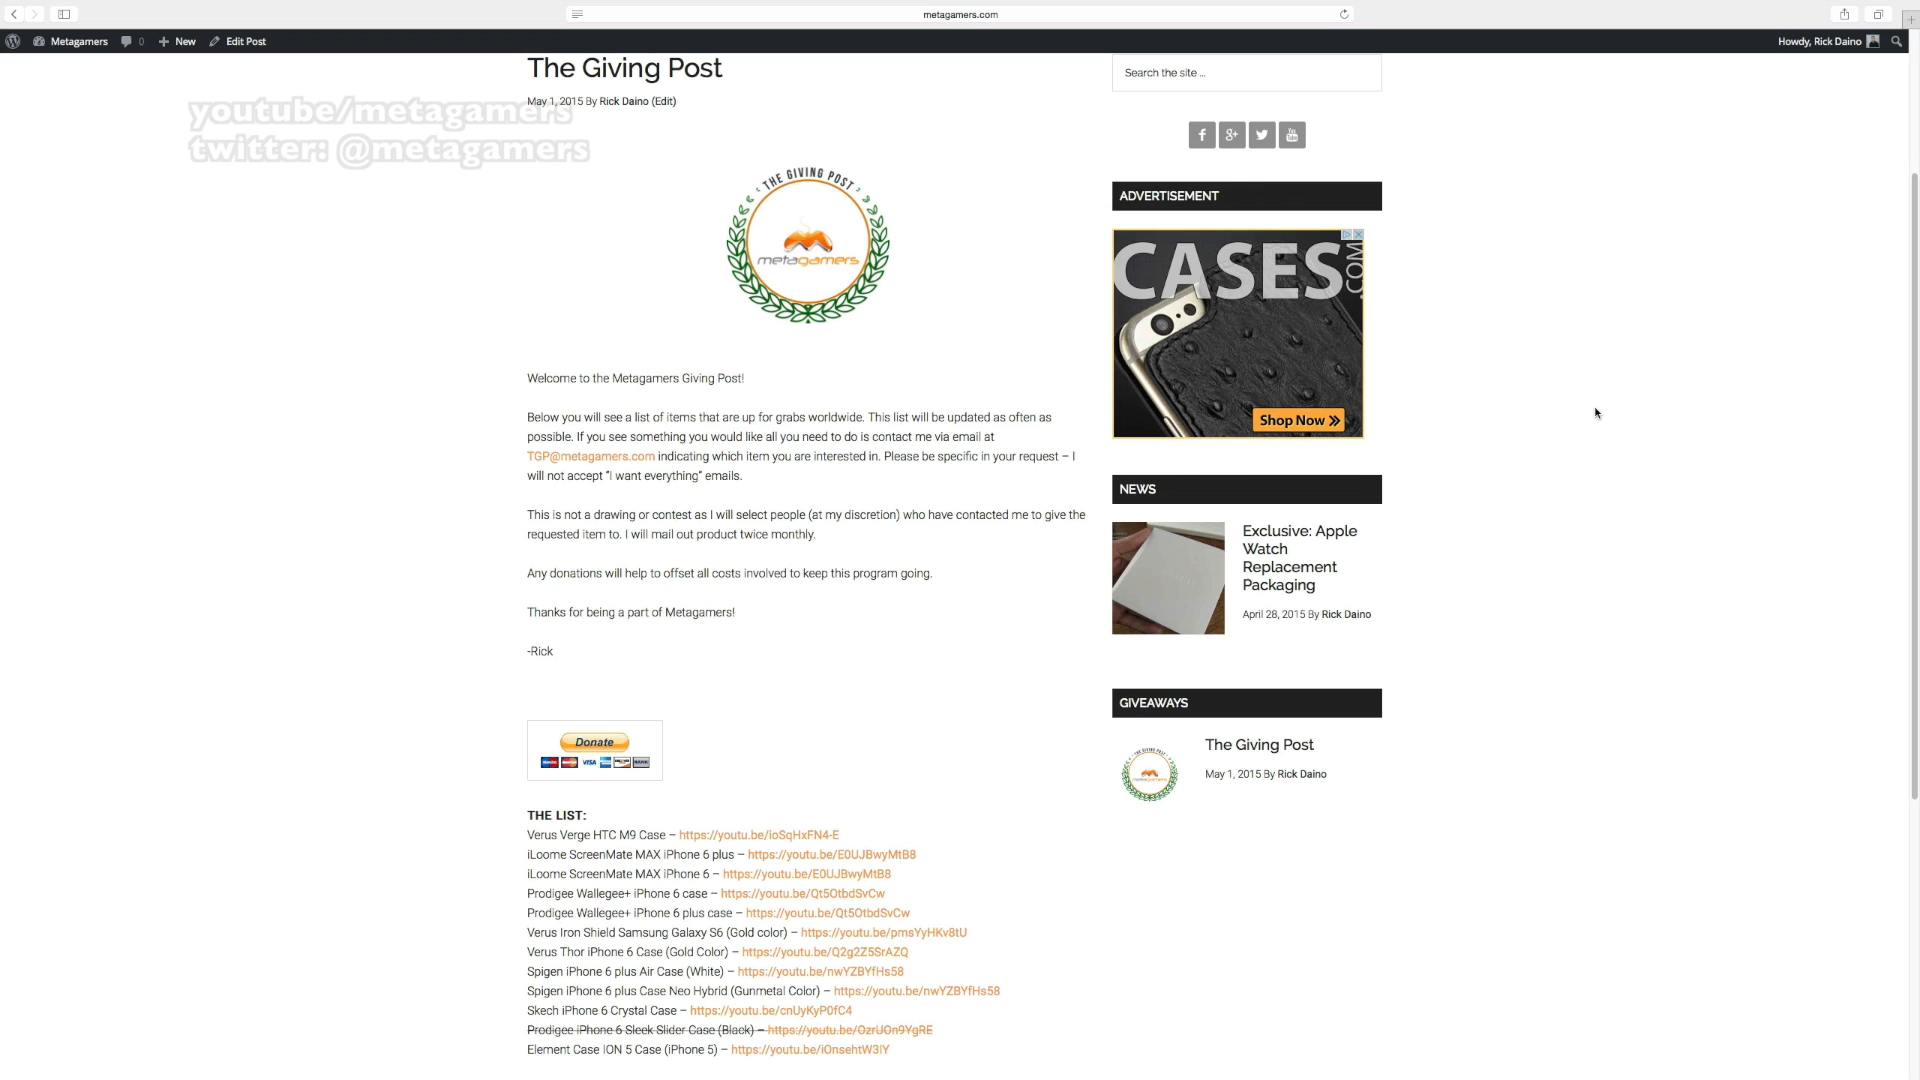 metagamers.com
Metagamers 0 New Edit Post Howdy, Rick Daino
The Giving Post
May 1, 2015 By Rick Daino (Edit)
youtube/metagamers
twitter: @metagamers
THE GIVING POST
metagamers
Welcome to the Metagamers Giving Post!
Below you will see a list of items that are up for grabs worldwide. This list will be updated as often as
possible. If you see something you would like all you need to do is contact me via email at
TGP@metagamers.com indicating which item you are interested in. Please be specific in your request – I
will not accept “I want everything” emails.
This is not a drawing or contest as I will select people (at my discretion) who have contacted me to give the
requested item to. I will mail out product twice monthly.
Any donations will help to offset all costs involved to keep this program going.
Thanks for being a part of Metagamers!
-Rick
Donate
VISA
BANK
THE LIST:
Verus Verge HTC M9 Case – https://youtu.be/ioSqHxFN4-E
iLoome ScreenMate MAX iPhone 6 plus – https://youtu.be/E0UJBwyMtB8
iLoome ScreenMate MAX iPhone 6 – https://youtu.be/E0UJBwyMtB8
Prodigee Wallegee+ iPhone 6 case – https://youtu.be/Qt5OtbdSvCw
Prodigee Wallegee+ iPhone 6 plus case – https://youtu.be/Qt5OtbdSvCw
Verus Iron Shield Samsung Galaxy S6 (Gold color) – https://youtu.be/pmsYyHKv8tU
Verus Thor iPhone 6 Case (Gold Color) – https://youtu.be/Q2g2Z5SrAZQ
Spigen iPhone 6 plus Air Case (White) – https://youtu.be/nwYZBYfHs58
Spigen iPhone 6 plus Case Neo Hybrid (Gunmetal Color) – https://youtu.be/nwYZBYfHs58
Skech iPhone 6 Crystal Case – https://youtu.be/cnUyKyP0fC4
Prodigee iPhone 6 Sleek Slider Case (Black) – https://youtu.be/OzrUOn9YgRE
Element Case ION 5 Case (iPhone 5) – https://youtu.be/iOnsehtW3IY
Search the site ...
ADVERTISEMENT
CASES.COM
Shop Now
NEWS
Exclusive: Apple
Watch
Replacement
Packaging
April 28, 2015 By Rick Daino
GIVEAWAYS
The Giving Post
May 1, 2015 By Rick Daino